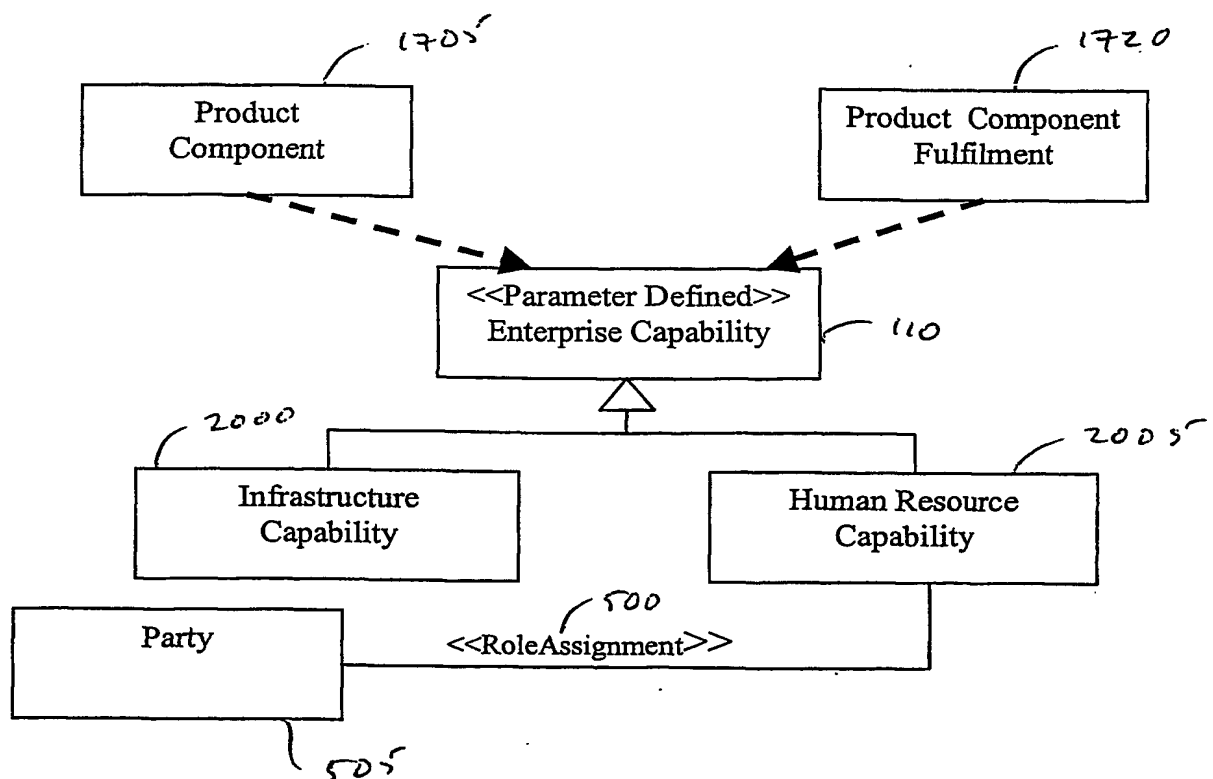 1705
1720
Product
Component
Product Component
Fulfilment
<<Parameter Defined>>
Enterprise Capability
110
2000
2005
Infrastructure
Capability
Human Resource
Capability
500
Party
<<RoleAssignment>>
505